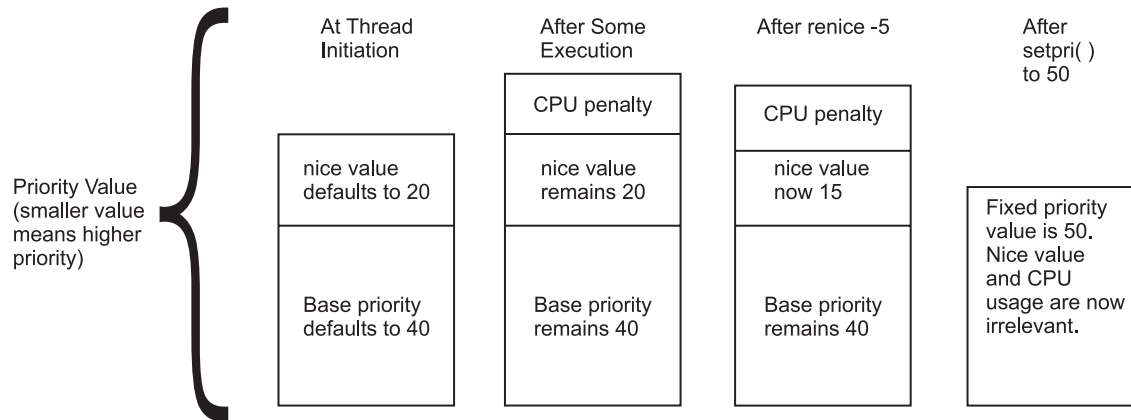 Priority Value
(smaller value
means higher
priority)
At Thread
Initiation
nice value
defaults to 20
Base priority
defaults to 40
After Some
Execution
CPU penalty
nice value
remains 20
Base priority
remains 40
After renice -5
CPU penalty
nice value
now 15
Base priority
remains 40
After
setpri( )
to 50
Fixed priority
value is 50.
Nice value
and CPU
usage are now
irrelevant.